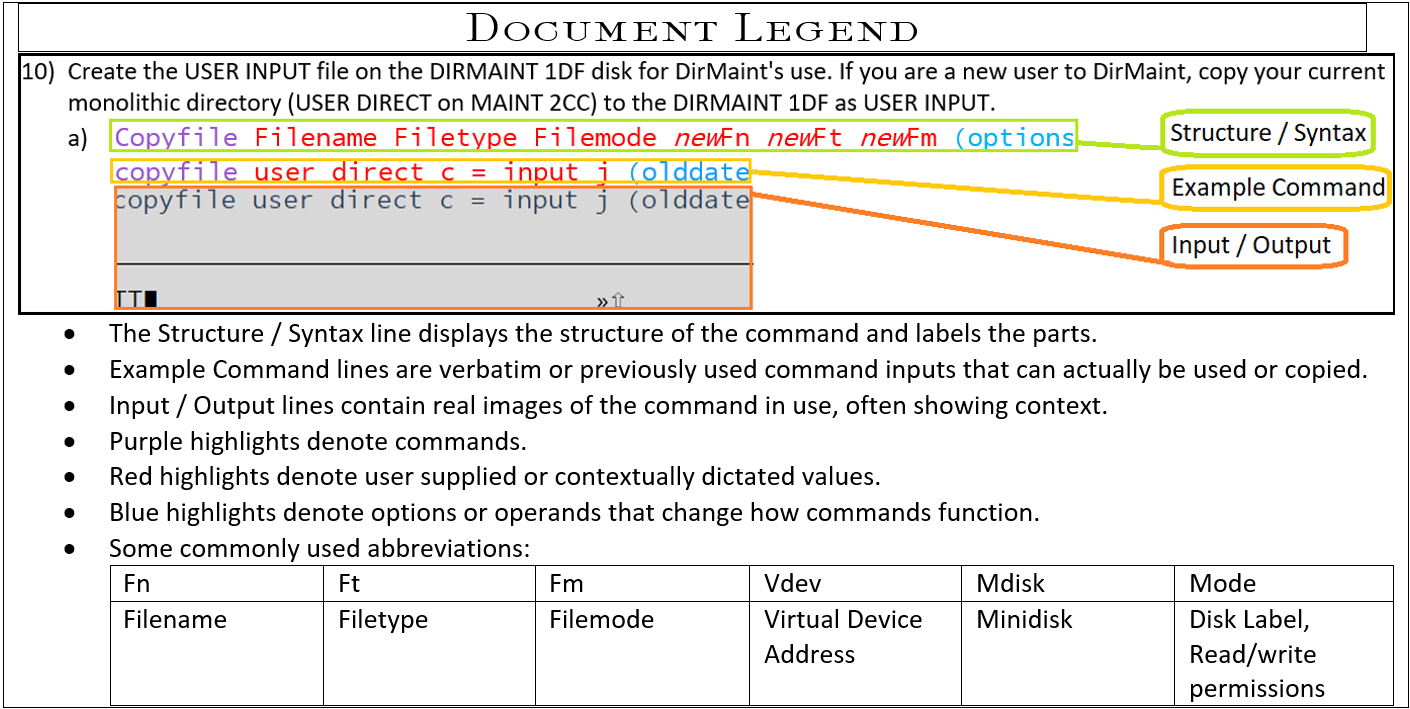 DOCUMENT LEGEND
10) Create the USER INPUT file on the DIRMAINT 1DF disk for DirMaint's use. If you are a new user to DirMaint, copy your current
monolithic directory (USER DIRECT on MAINT 2CC) to the DIRMAINT 1DF as USER INPUT.
a) Copyfile Filename Filetype Filemode newFn newFt newFm (options
Structure / Syntax
copyfile user direct c = input j (olddate
Example Command
copyfile user direct c = input j (olddate
Input / Output
TT■ »⇧
• The Structure / Syntax line displays the structure of the command and labels the parts.
• Example Command lines are verbatim or previously used command inputs that can actually be used or copied.
• Input / Output lines contain real images of the command in use, often showing context.
• Purple highlights denote commands.
• Red highlights denote user supplied or contextually dictated values.
• Blue highlights denote options or operands that change how commands function.
• Some commonly used abbreviations:
Fn Ft Fm Vdev Mdisk Mode
Filename Filetype Filemode Virtual Device Minidisk Disk Label,
Address Read/write
permissions